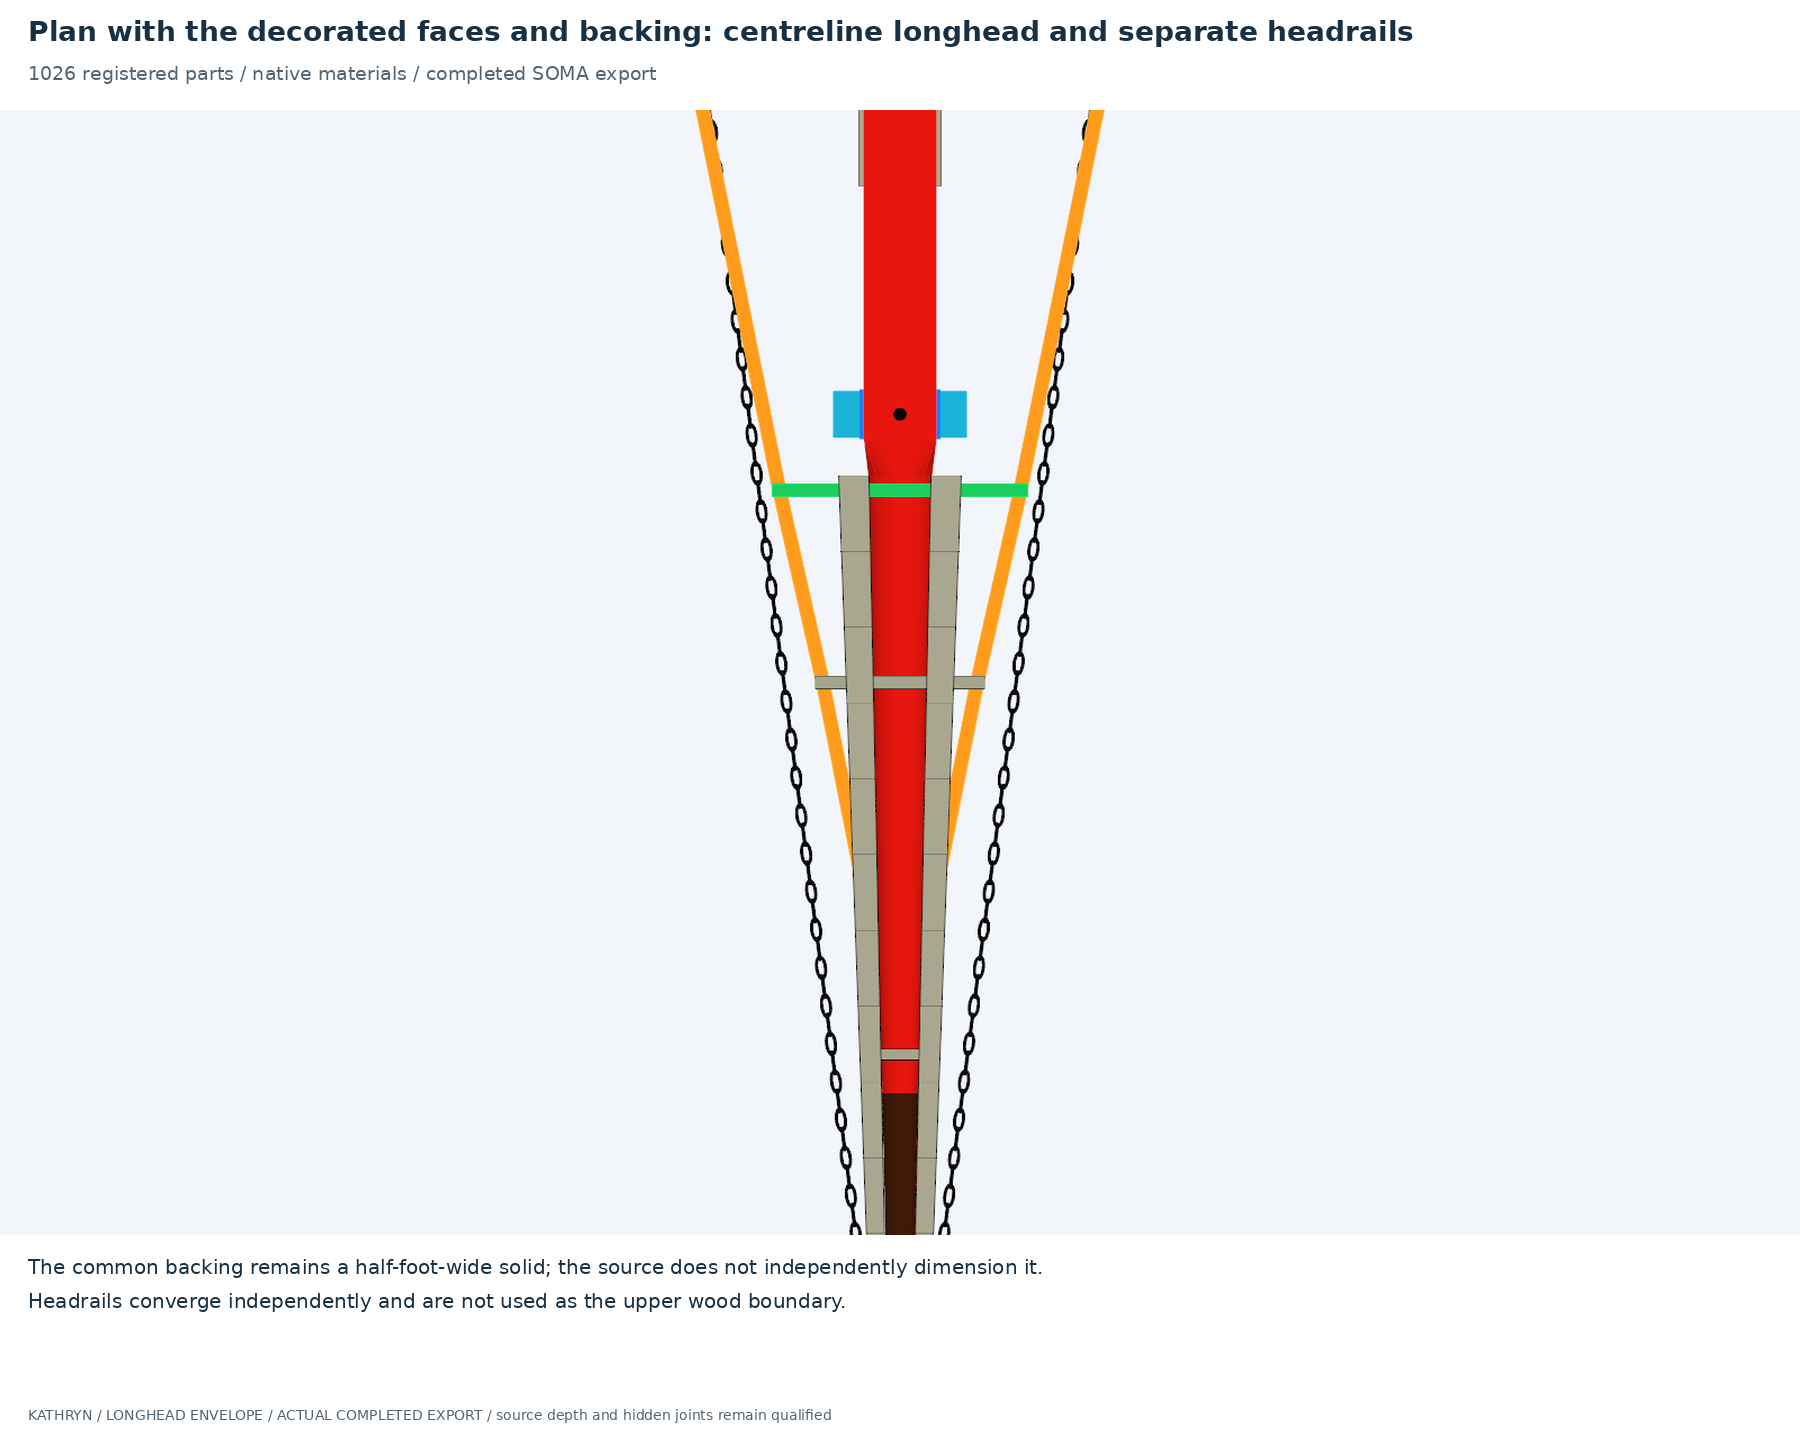 Plan with the decorated faces and backing: centreline longhead and separate headrails
1026 registered parts / native materials / completed SOMA export
The common backing remains a half-foot-wide solid; the source does not independently dimension it.
Headrails converge independently and are not used as the upper wood boundary.
KATHRYN / LONGHEAD ENVELOPE / ACTUAL COMPLETED EXPORT / source depth and hidden joints remain qualified